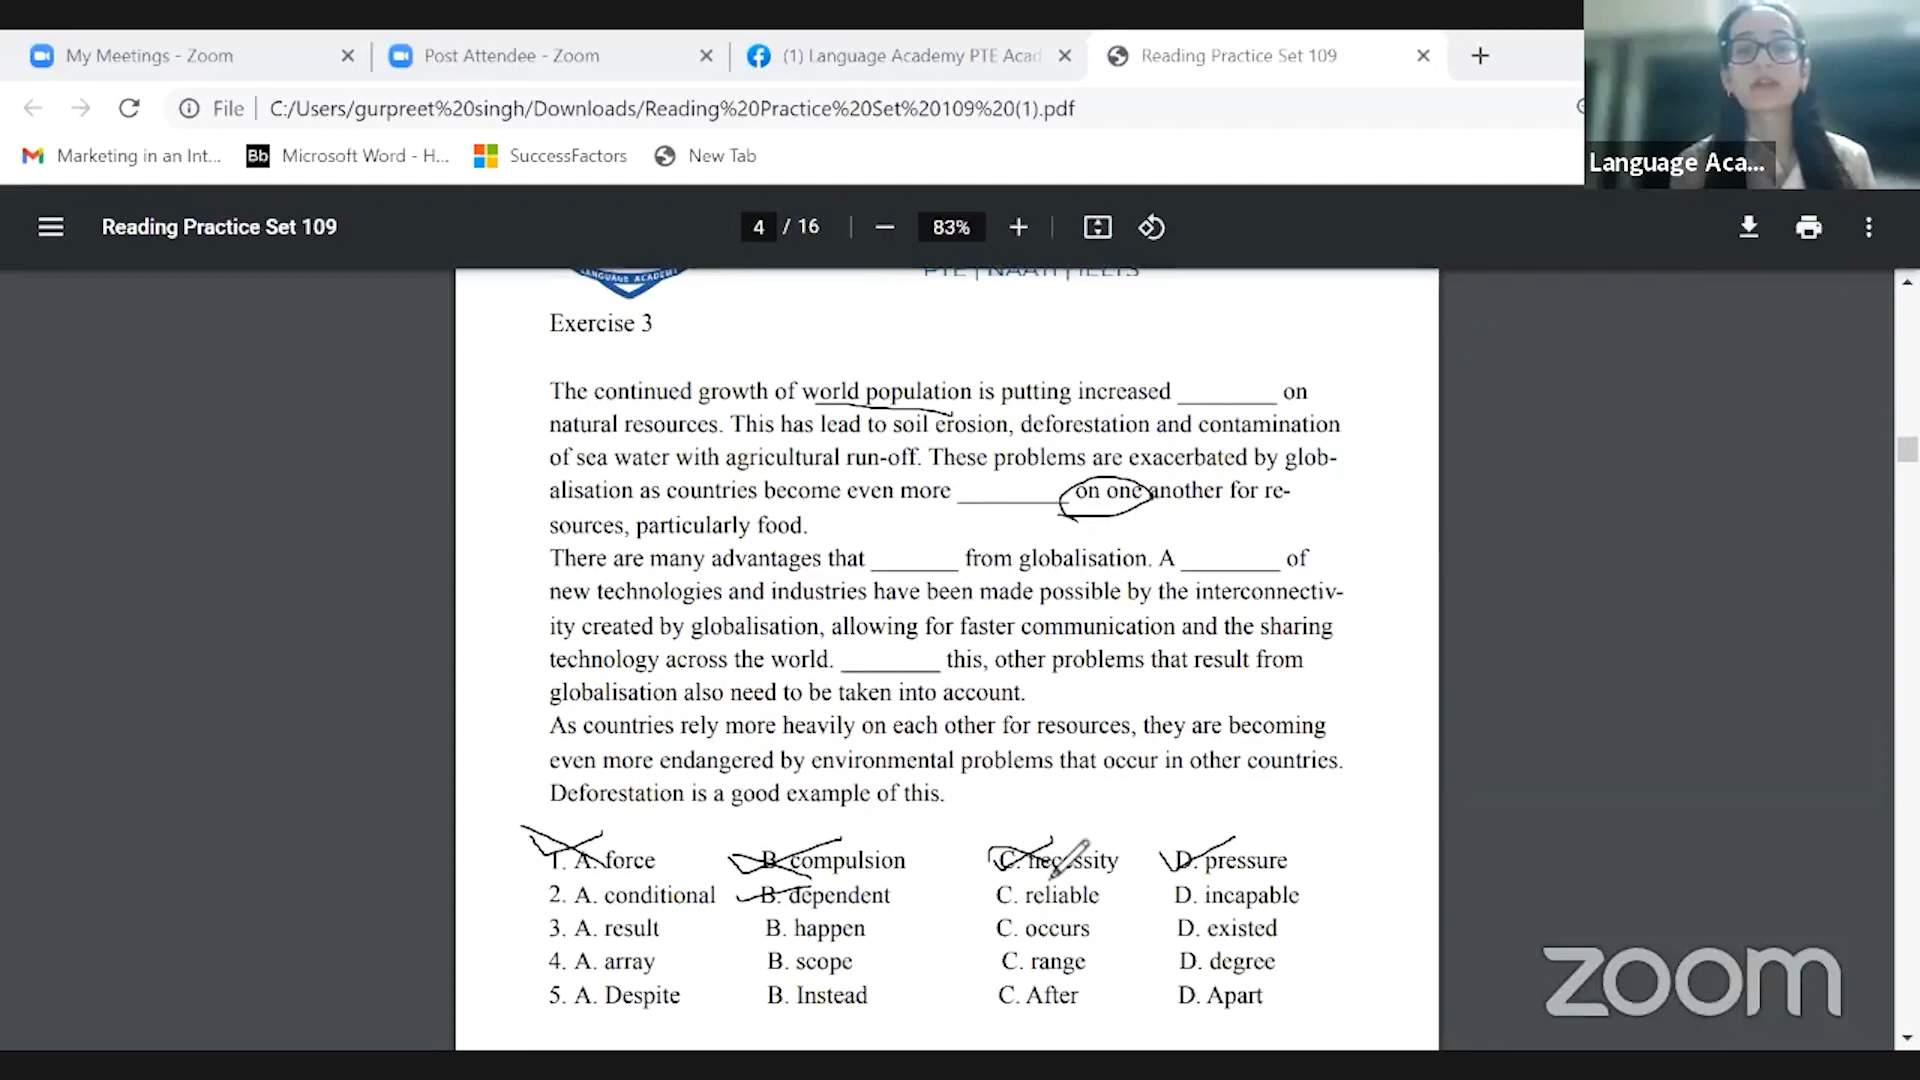 My Meetings - Zoom
Post Attendee - Zoom
(1) Language Academy PTE Acad
Reading Practice Set 109
File
C:/Users/gurpreet%20singh/Downloads/Reading%20Practice%20Set%20109%20(1).pdf
Marketing in an Int...
Bb Microsoft Word - H...
SuccessFactors
New Tab
Language Aca...
Reading Practice Set 109
4 / 16
83%
LANGUAGE ACADEMY
PTE | NAATI | IELTS
Exercise 3
The continued growth of world population is putting increased ________ on
natural resources. This has lead to soil erosion, deforestation and contamination
of sea water with agricultural run-off. These problems are exacerbated by glob-
alisation as countries become even more _________ on one another for re-
sources, particularly food.
There are many advantages that _______ from globalisation. A ________ of
new technologies and industries have been made possible by the interconnectiv-
ity created by globalisation, allowing for faster communication and the sharing
technology across the world. ________ this, other problems that result from
globalisation also need to be taken into account.
As countries rely more heavily on each other for resources, they are becoming
even more endangered by environmental problems that occur in other countries.
Deforestation is a good example of this.
1. A. force B. compulsion C. necessity D. pressure
2. A. conditional B. dependent C. reliable D. incapable
3. A. result B. happen C. occurs D. existed
4. A. array B. scope C. range D. degree
5. A. Despite B. Instead C. After D. Apart
zoom